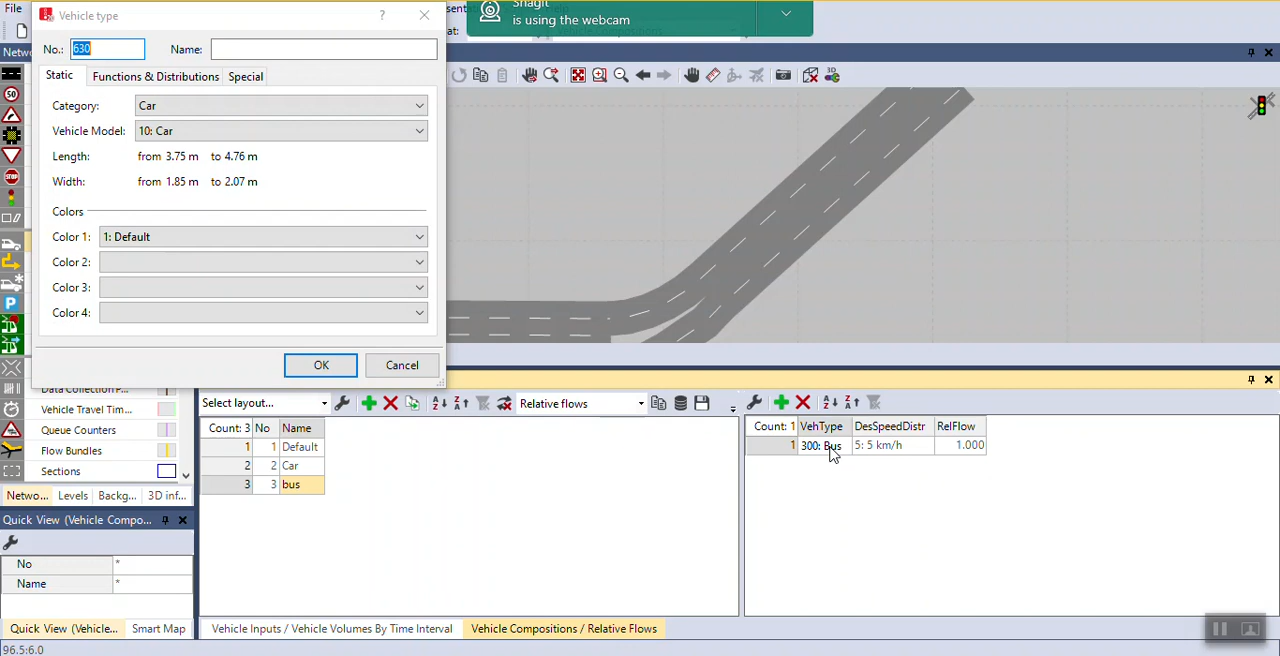 File
Vehicle type
?
Snagit
is using the webcam
No.: 630 Name:
Static Functions & Distributions Special
Category: Car
Vehicle Model: 10: Car
Length: from 3.75 m to 4.76 m
Width: from 1.85 m to 2.07 m
Colors
Color 1: 1: Default
Color 2:
Color 3:
Color 4:
OK Cancel
Netwo
50
STOP
P
3D
Data Collection P...
Vehicle Travel Tim...
Queue Counters
Flow Bundles
Sections
Netwo... Levels Backg... 3D inf...
Quick View (Vehicle Compo...
No *
Name *
Quick View (Vehicle... Smart Map
96.5:6.0
Select layout... Relative flows
Count: 3 No Name
1 1 Default
2 2 Car
3 3 bus
Count: 1 VehType DesSpeedDistr RelFlow
1 300: Bus 5: 5 km/h 1.000
Vehicle Inputs / Vehicle Volumes By Time Interval Vehicle Compositions / Relative Flows